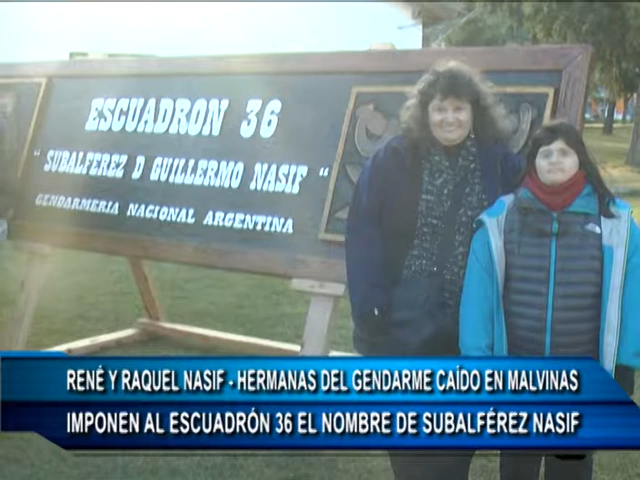 ESCUADRON 36
" SUBALFEREZ D GUILLERMO NASIF "
GENDARMERIA NACIONAL ARGENTINA
RENÉ Y RAQUEL NASIF - HERMANAS DEL GENDARME CAÍDO EN MALVINAS
IMPONEN AL ESCUADRÓN 36 EL NOMBRE DE SUBALFÉREZ NASIF